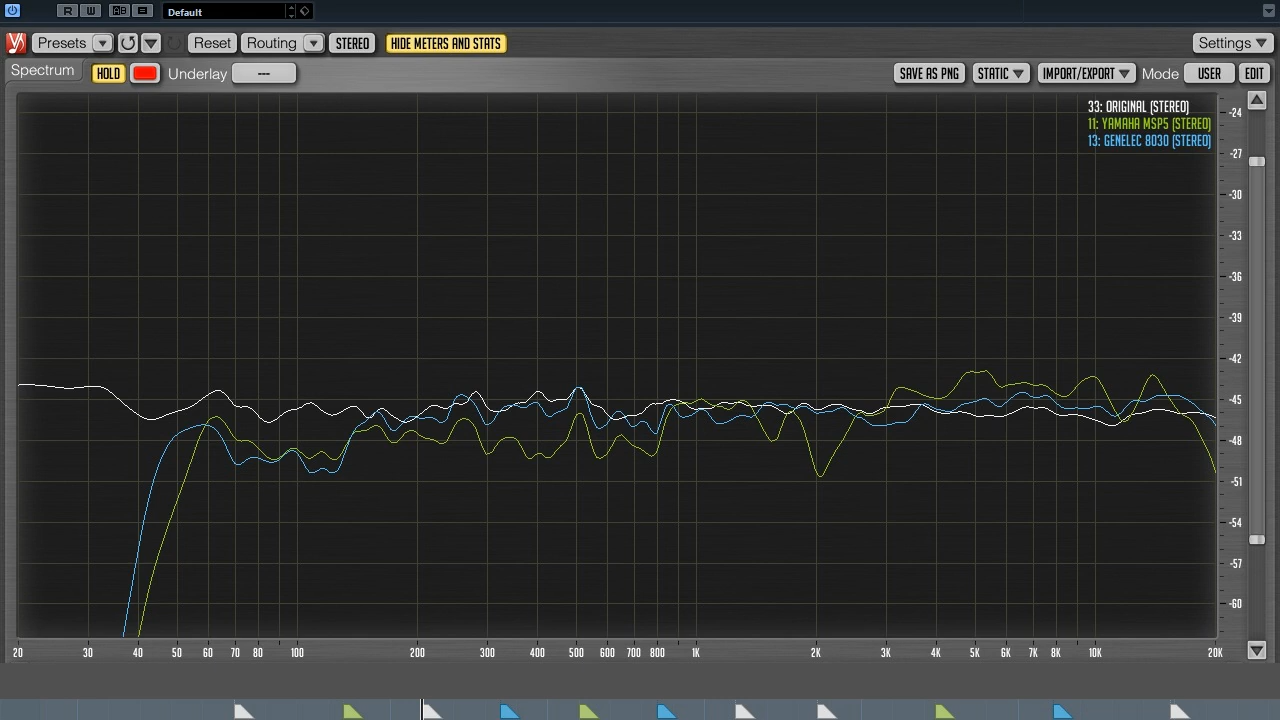 R W AB Default
Presets Reset Routing STEREO HIDE METERS AND STATS Settings
Spectrum HOLD Underlay --- SAVE AS PNG STATIC IMPORT/EXPORT Mode USER EDIT
33: ORIGINAL (STEREO)
11: YAMAHA MSP5 (STEREO)
13: GENELEC 8030 (STEREO)
-24
-27
-30
-33
-36
-39
-42
-45
-48
-51
-54
-57
-60
20 30 40 50 60 70 80 100 200 300 400 500 600 700 800 1K 2K 3K 4K 5K 6K 7K 8K 10K 20K